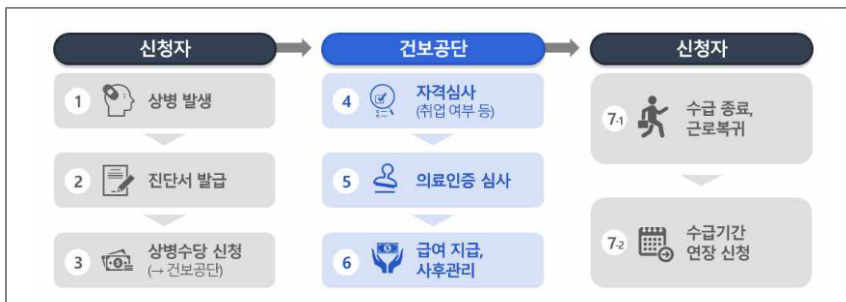 신청자
1 상병 발생
2 진단서 발급
3 상병수당 신청
(→ 건보공단)
건보공단
4 자격심사
(취업 여부 등)
5 의료인증 심사
6 급여 지급,
사후관리
신청자
7-1 수급 종료,
근로복귀
7-2 수급기간
연장 신청